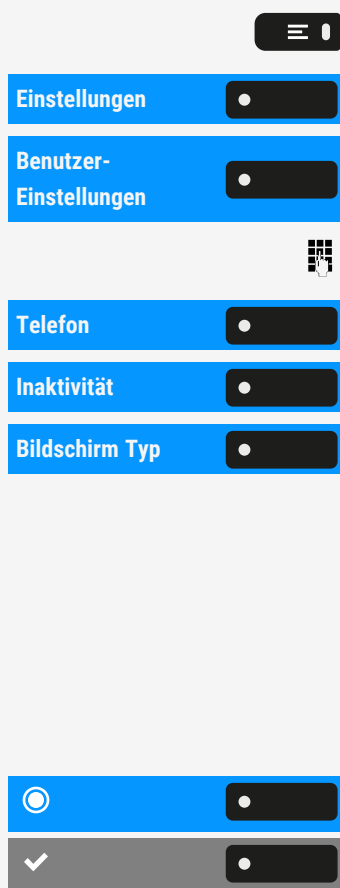 Einstellungen
Benutzer-
Einstellungen
Telefon
Inaktivität
Bildschirm Typ